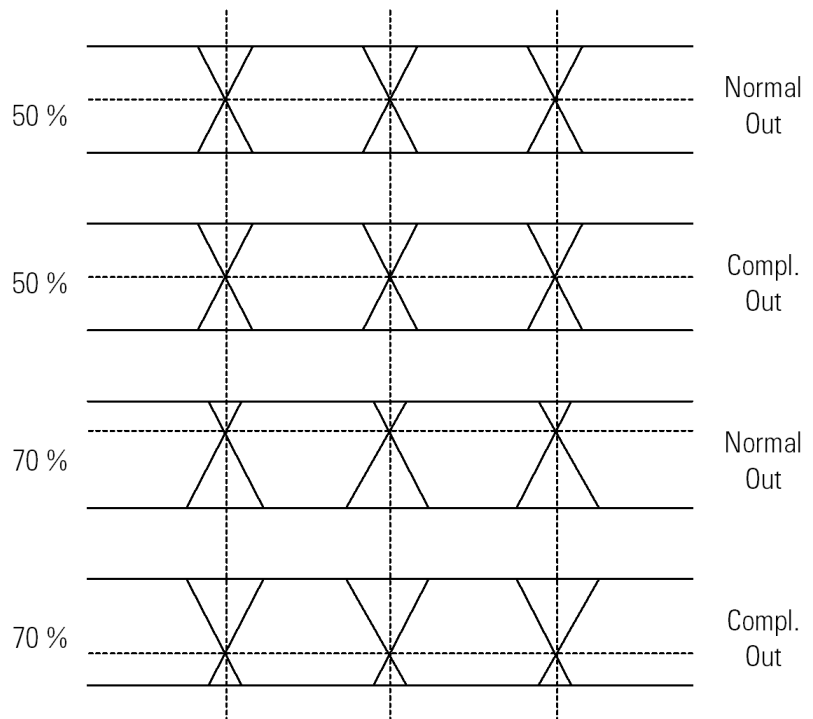 50 %
Normal
Out
50 %
Compl.
Out
70 %
Normal
Out
70 %
Compl.
Out